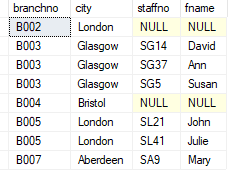 branchno city staffno fname
B002 London NULL NULL
B003 Glasgow SG14 David
B003 Glasgow SG37 Ann
B003 Glasgow SG5 Susan
B004 Bristol NULL NULL
B005 London SL21 John
B005 London SL41 Julie
B007 Aberdeen SA9 Mary